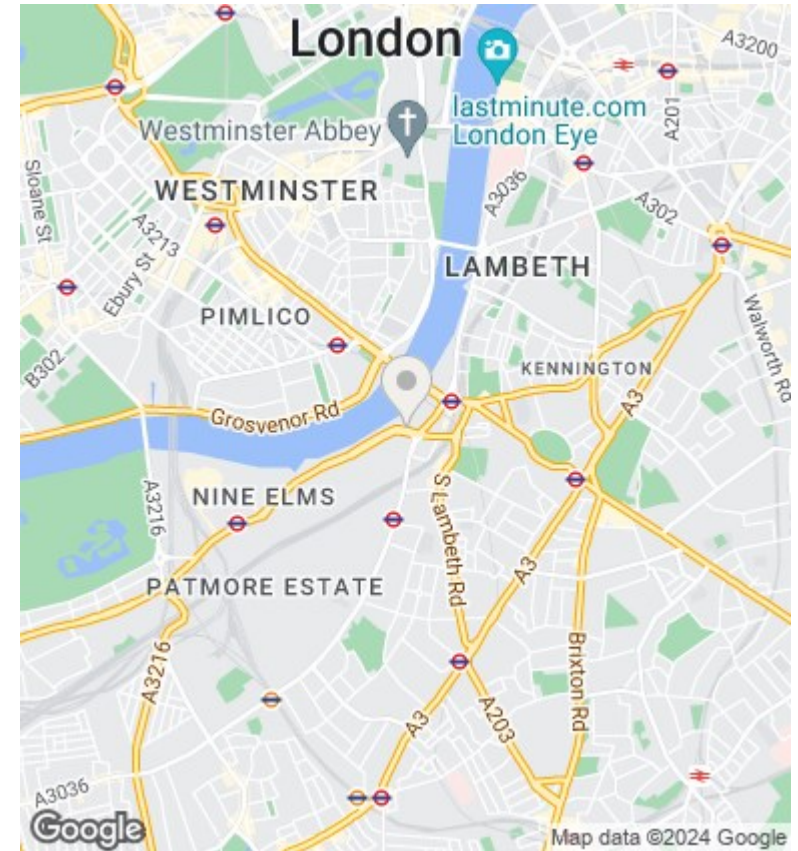 London
A3200
lastminute.com
London Eye
A201
Westminster Abbey
Sloane St
A3036
WESTMINSTER
A302
A3213
Ebury St
LAMBETH
PIMLICO
Walworth Rd
B302
KENNINGTON
A3
Grosvenor Rd
A3216
NINE ELMS
S Lambeth Rd
A3
PATMORE ESTATE
Brixton Rd
A3216
A3
A203
A3036
Google
Map data ©2024 Google